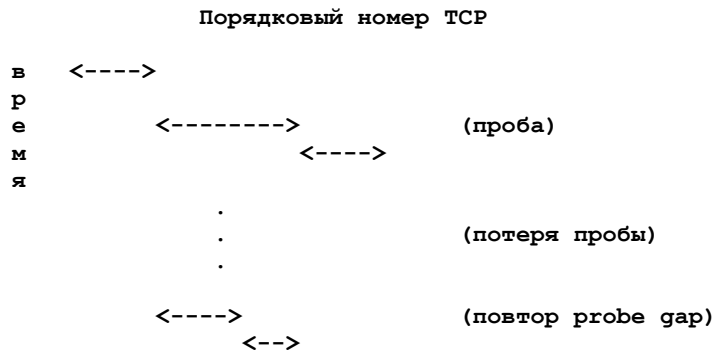 Порядковый номер TCP
в <---->
р
е <--------> (проба)
м <---->
я
.
. (потеря пробы)
.
<----> (повтор probe gap)
<-->